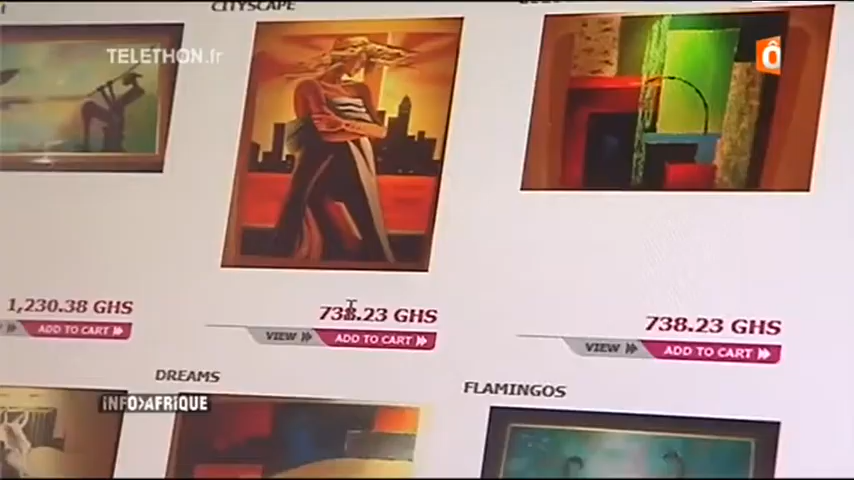 CITYSCAPE
TELETHON.fr
Ô
1,230.38 GHS
ADD TO CART
738.23 GHS
VIEW
ADD TO CART
738.23 GHS
VIEW
ADD TO CART
DREAMS
FLAMINGOS
INFO AFRIQUE